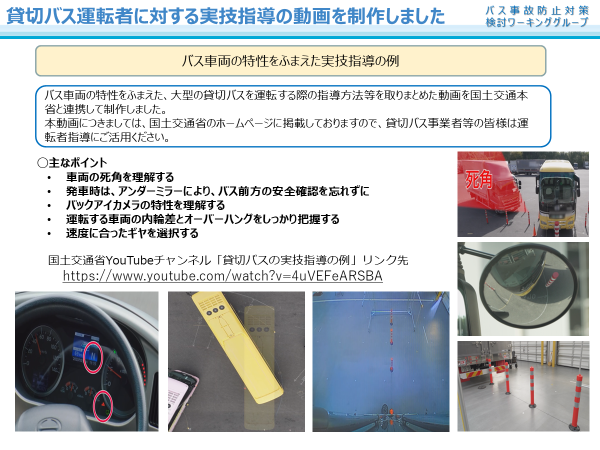 貸切バス運転者に対する実技指導の動画を制作しました
バス事故防止対策
検討ワーキンググループ
バス車両の特性をふまえた実技指導の例
バス車両の特性をふまえた、大型の貸切バスを運転する際の指導方法等を取りまとめた動画を国土交通本
省と連携して制作しました。
本動画につきましては、国土交通省のホームページに掲載しておりますので、貸切バス事業者等の皆様は運
転者指導にご活用ください。
○主なポイント
• 車両の死角を理解する
• 発車時は、アンダーミラーにより、バス前方の安全確認を忘れずに
• バックアイカメラの特性を理解する
• 運転する車両の内輪差とオーバーハングをしっかり把握する
• 速度に合ったギヤを選択する
国土交通省YouTubeチャンネル「貸切バスの実技指導の例」リンク先
https://www.youtube.com/watch?v=4uVEFeARSBA
死角